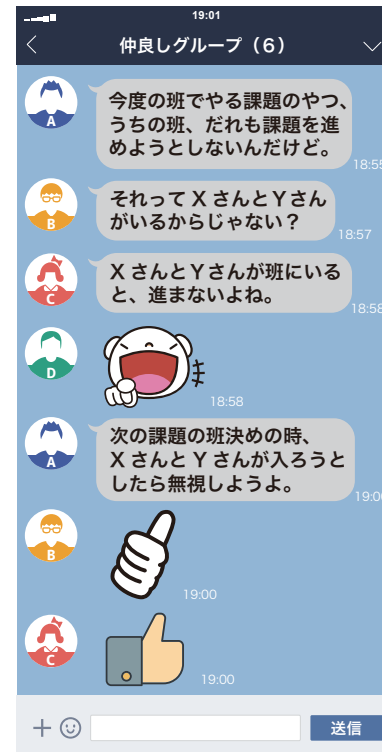 19:01
仲良しグループ（6）
今度の班でやる課題のやつ、
うちの班、だれも課題を進
めようとしないんだけど。
A
18:55
それって X さんとYさん
がいるからじゃない？
B
18:57
X さんとYさんが班にいる
と、進まないよね。
C
18:58
D
18:58
次の課題の班決めの時、
X さんと Y さんが入ろうと
したら無視しようよ。
A
19:00
B
19:00
C
19:00
送信